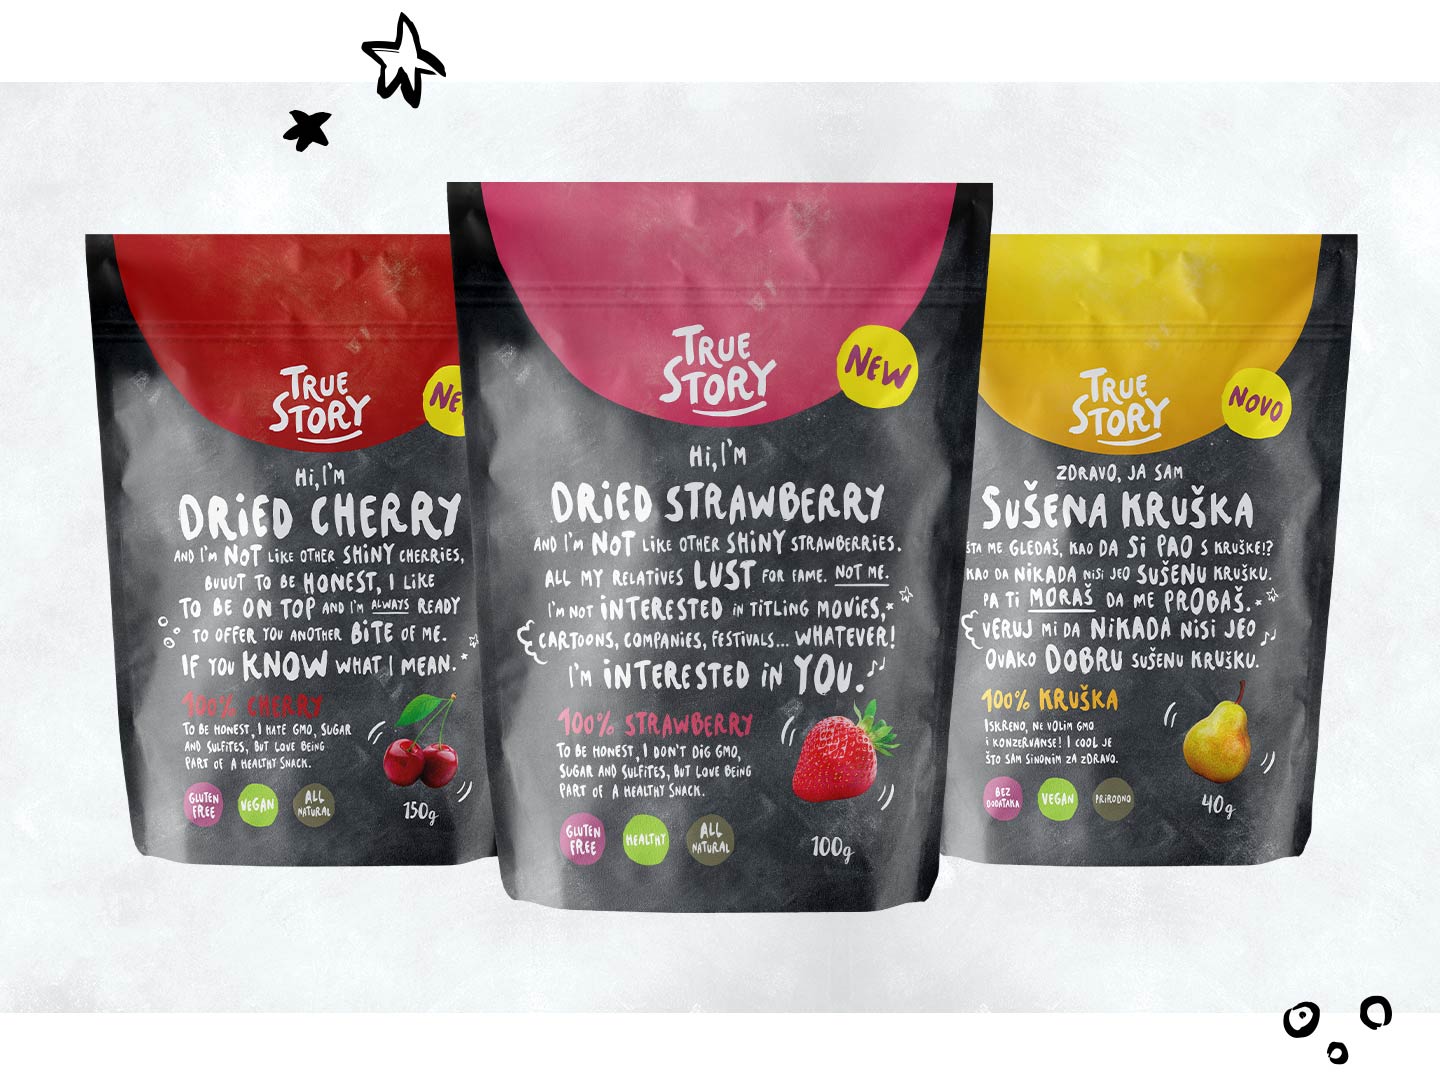 TRUE
STORY
NE
Hi, I'M
DRiED CHERRY
AND I'M NOT LIKE OTHER SHiNY CHERRIES,
BUUUT TO BE HONEST, I LIKE
TO BE ON TOP AND I'M ALWAYS READY
TO OFFER YOU ANOTHER BiTE OF ME.
IF YOU KNOW WHAT I MEAN.
100% CHERRY
TO BE HONEST, I HATE GMO, SUGAR
AND SULFITES, BUT LOVE BEING
PART OF A HEALTHY SNACK.
GLUTEN
FREE
VEGAN
ALL
NATURAL
150g
TRUE
STORY
NEW
Hi, I'M
DRiED STRAWBERRY
AND I'M NOT LIKE OTHER SHiNY STRAWBERRIES.
ALL MY RELATIVES LUST FOR FAME. NOT ME.
I'M NOT iNTERESTED IN TITLING MOVIES,
CARTOONS, COMPANIES, FESTIVALS... WHATEVER!
I'M iNTERESTED iN YOU.
100% STRAWBERRY
TO BE HONEST, I DON'T DIG GMO,
SUGAR AND SULFITES, BUT LOVE BEING
PART OF A HEALTHY SNACK.
GLUTEN
FREE
HEALTHY
ALL
NATURAL
100g
TRUE
STORY
NOVO
ZDRAVO, JA SAM
SUŠENA KRUŠKA
ŠTA ME GLEDAŠ, KAO DA Si PAO S KRUŠKE!?
KAO DA NiKADA NISI JEO SUŠENU KRUŠKU.
PA TI MORAŠ DA ME PROBAŠ.
VERUJ MI DA NiKADA NISI JEO
OVAKO DOBRU SUŠENU KRUŠKU.
100% KRUŠKA
ISKRENO, NE VOLIM GMO
I KONZERVANSE! I COOL JE
ŠTO SAM SINONIM ZA ZDRAVO.
BEZ
DODATAKA
VEGAN
PRIRODNO
40g